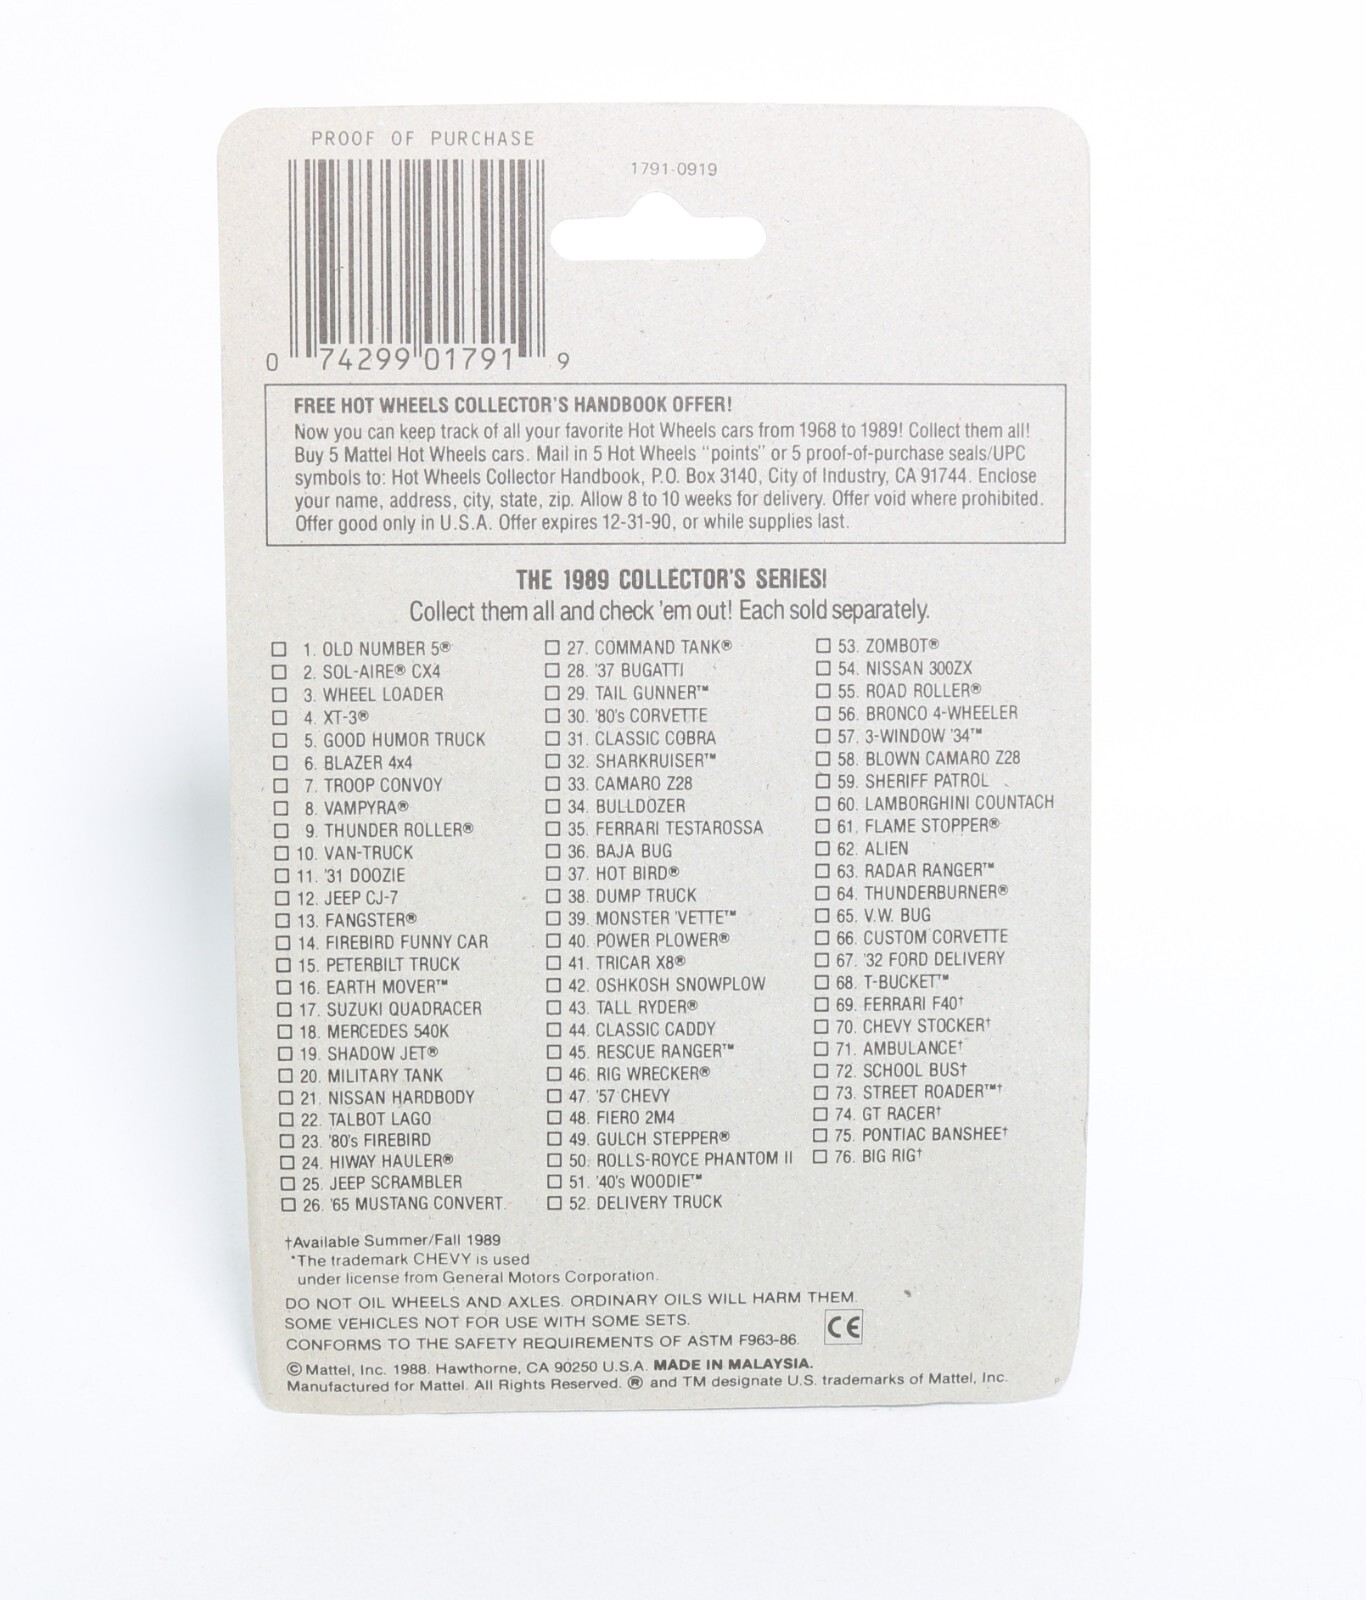 PROOF OF PURCHASE
1791-0919
0 74299 01791 9
FREE HOT WHEELS COLLECTOR'S HANDBOOK OFFER!
Now you can keep track of all your favorite Hot Wheels cars from 1968 to 1989! Collect them all!
Buy 5 Mattel Hot Wheels cars. Mail in 5 Hot Wheels "points" or 5 proof-of-purchase seals/UPC
symbols to: Hot Wheels Collector Handbook, P.O. Box 3140, City of Industry, CA 91744. Enclose
your name, address, city, state, zip. Allow 8 to 10 weeks for delivery. Offer void where prohibited.
Offer good only in U.S.A. Offer expires 12-31-90, or while supplies last.
THE 1989 COLLECTOR'S SERIES!
Collect them all and check 'em out! Each sold separately.
1. OLD NUMBER 5®
2. SOL-AIRE® CX4
3. WHEEL LOADER
4. XT-3®
5. GOOD HUMOR TRUCK
6. BLAZER 4x4
7. TROOP CONVOY
8. VAMPYRA®
9. THUNDER ROLLER®
10. VAN-TRUCK
11. '31 DOOZIE
12. JEEP CJ-7
13. FANGSTER®
14. FIREBIRD FUNNY CAR
15. PETERBILT TRUCK
16. EARTH MOVER™
17. SUZUKI QUADRACER
18. MERCEDES 540K
19. SHADOW JET®
20. MILITARY TANK
21. NISSAN HARDBODY
22. TALBOT LAGO
23. '80's FIREBIRD
24. HIWAY HAULER®
25. JEEP SCRAMBLER
26. '65 MUSTANG CONVERT.
27. COMMAND TANK®
28. '37 BUGATTI
29. TAIL GUNNER™
30. '80's CORVETTE
31. CLASSIC COBRA
32. SHARKRUISER™
33. CAMARO Z28
34. BULLDOZER
35. FERRARI TESTAROSSA
36. BAJA BUG
37. HOT BIRD®
38. DUMP TRUCK
39. MONSTER 'VETTE™
40. POWER PLOWER®
41. TRICAR X8®
42. OSHKOSH SNOWPLOW
43. TALL RYDER®
44. CLASSIC CADDY
45. RESCUE RANGER™
46. RIG WRECKER®
47. '57 CHEVY
48. FIERO 2M4
49. GULCH STEPPER®
50. ROLLS-ROYCE PHANTOM II
51. '40's WOODIE™
52. DELIVERY TRUCK
53. ZOMBOT®
54. NISSAN 300ZX
55. ROAD ROLLER®
56. BRONCO 4-WHEELER
57. 3-WINDOW '34™
58. BLOWN CAMARO Z28
59. SHERIFF PATROL
60. LAMBORGHINI COUNTACH
61. FLAME STOPPER®
62. ALIEN
63. RADAR RANGER™
64. THUNDERBURNER®
65. V.W. BUG
66. CUSTOM CORVETTE
67. '32 FORD DELIVERY
68. T-BUCKET™
69. FERRARI F40†
70. CHEVY STOCKER†
71. AMBULANCE†
72. SCHOOL BUS†
73. STREET ROADER™†
74. GT RACER†
75. PONTIAC BANSHEE†
76. BIG RIG†
†Available Summer/Fall 1989
*The trademark CHEVY is used
under license from General Motors Corporation.
DO NOT OIL WHEELS AND AXLES. ORDINARY OILS WILL HARM THEM.
SOME VEHICLES NOT FOR USE WITH SOME SETS.
CONFORMS TO THE SAFETY REQUIREMENTS OF ASTM F963-86.
CE
© Mattel, Inc. 1988. Hawthorne, CA 90250 U.S.A. MADE IN MALAYSIA.
Manufactured for Mattel. All Rights Reserved. ® and TM designate U.S. trademarks of Mattel, Inc.